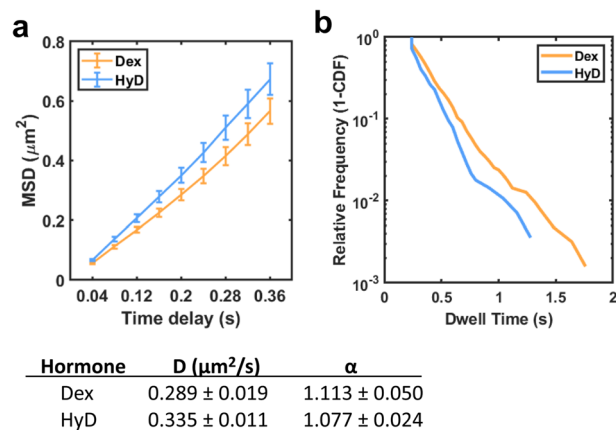 a
0.8
0.6
0.4
0.2
0
MSD (μm²)
Dex
HyD
0.04 0.12 0.2 0.28 0.36
Time delay (s)
b
10⁰
10⁻¹
10⁻²
10⁻³
Relative Frequency (1-CDF)
Dex
HyD
0 0.5 1 1.5 2
Dwell Time (s)
Hormone D (μm²/s) α
Dex 0.289 ± 0.019 1.113 ± 0.050
HyD 0.335 ± 0.011 1.077 ± 0.024